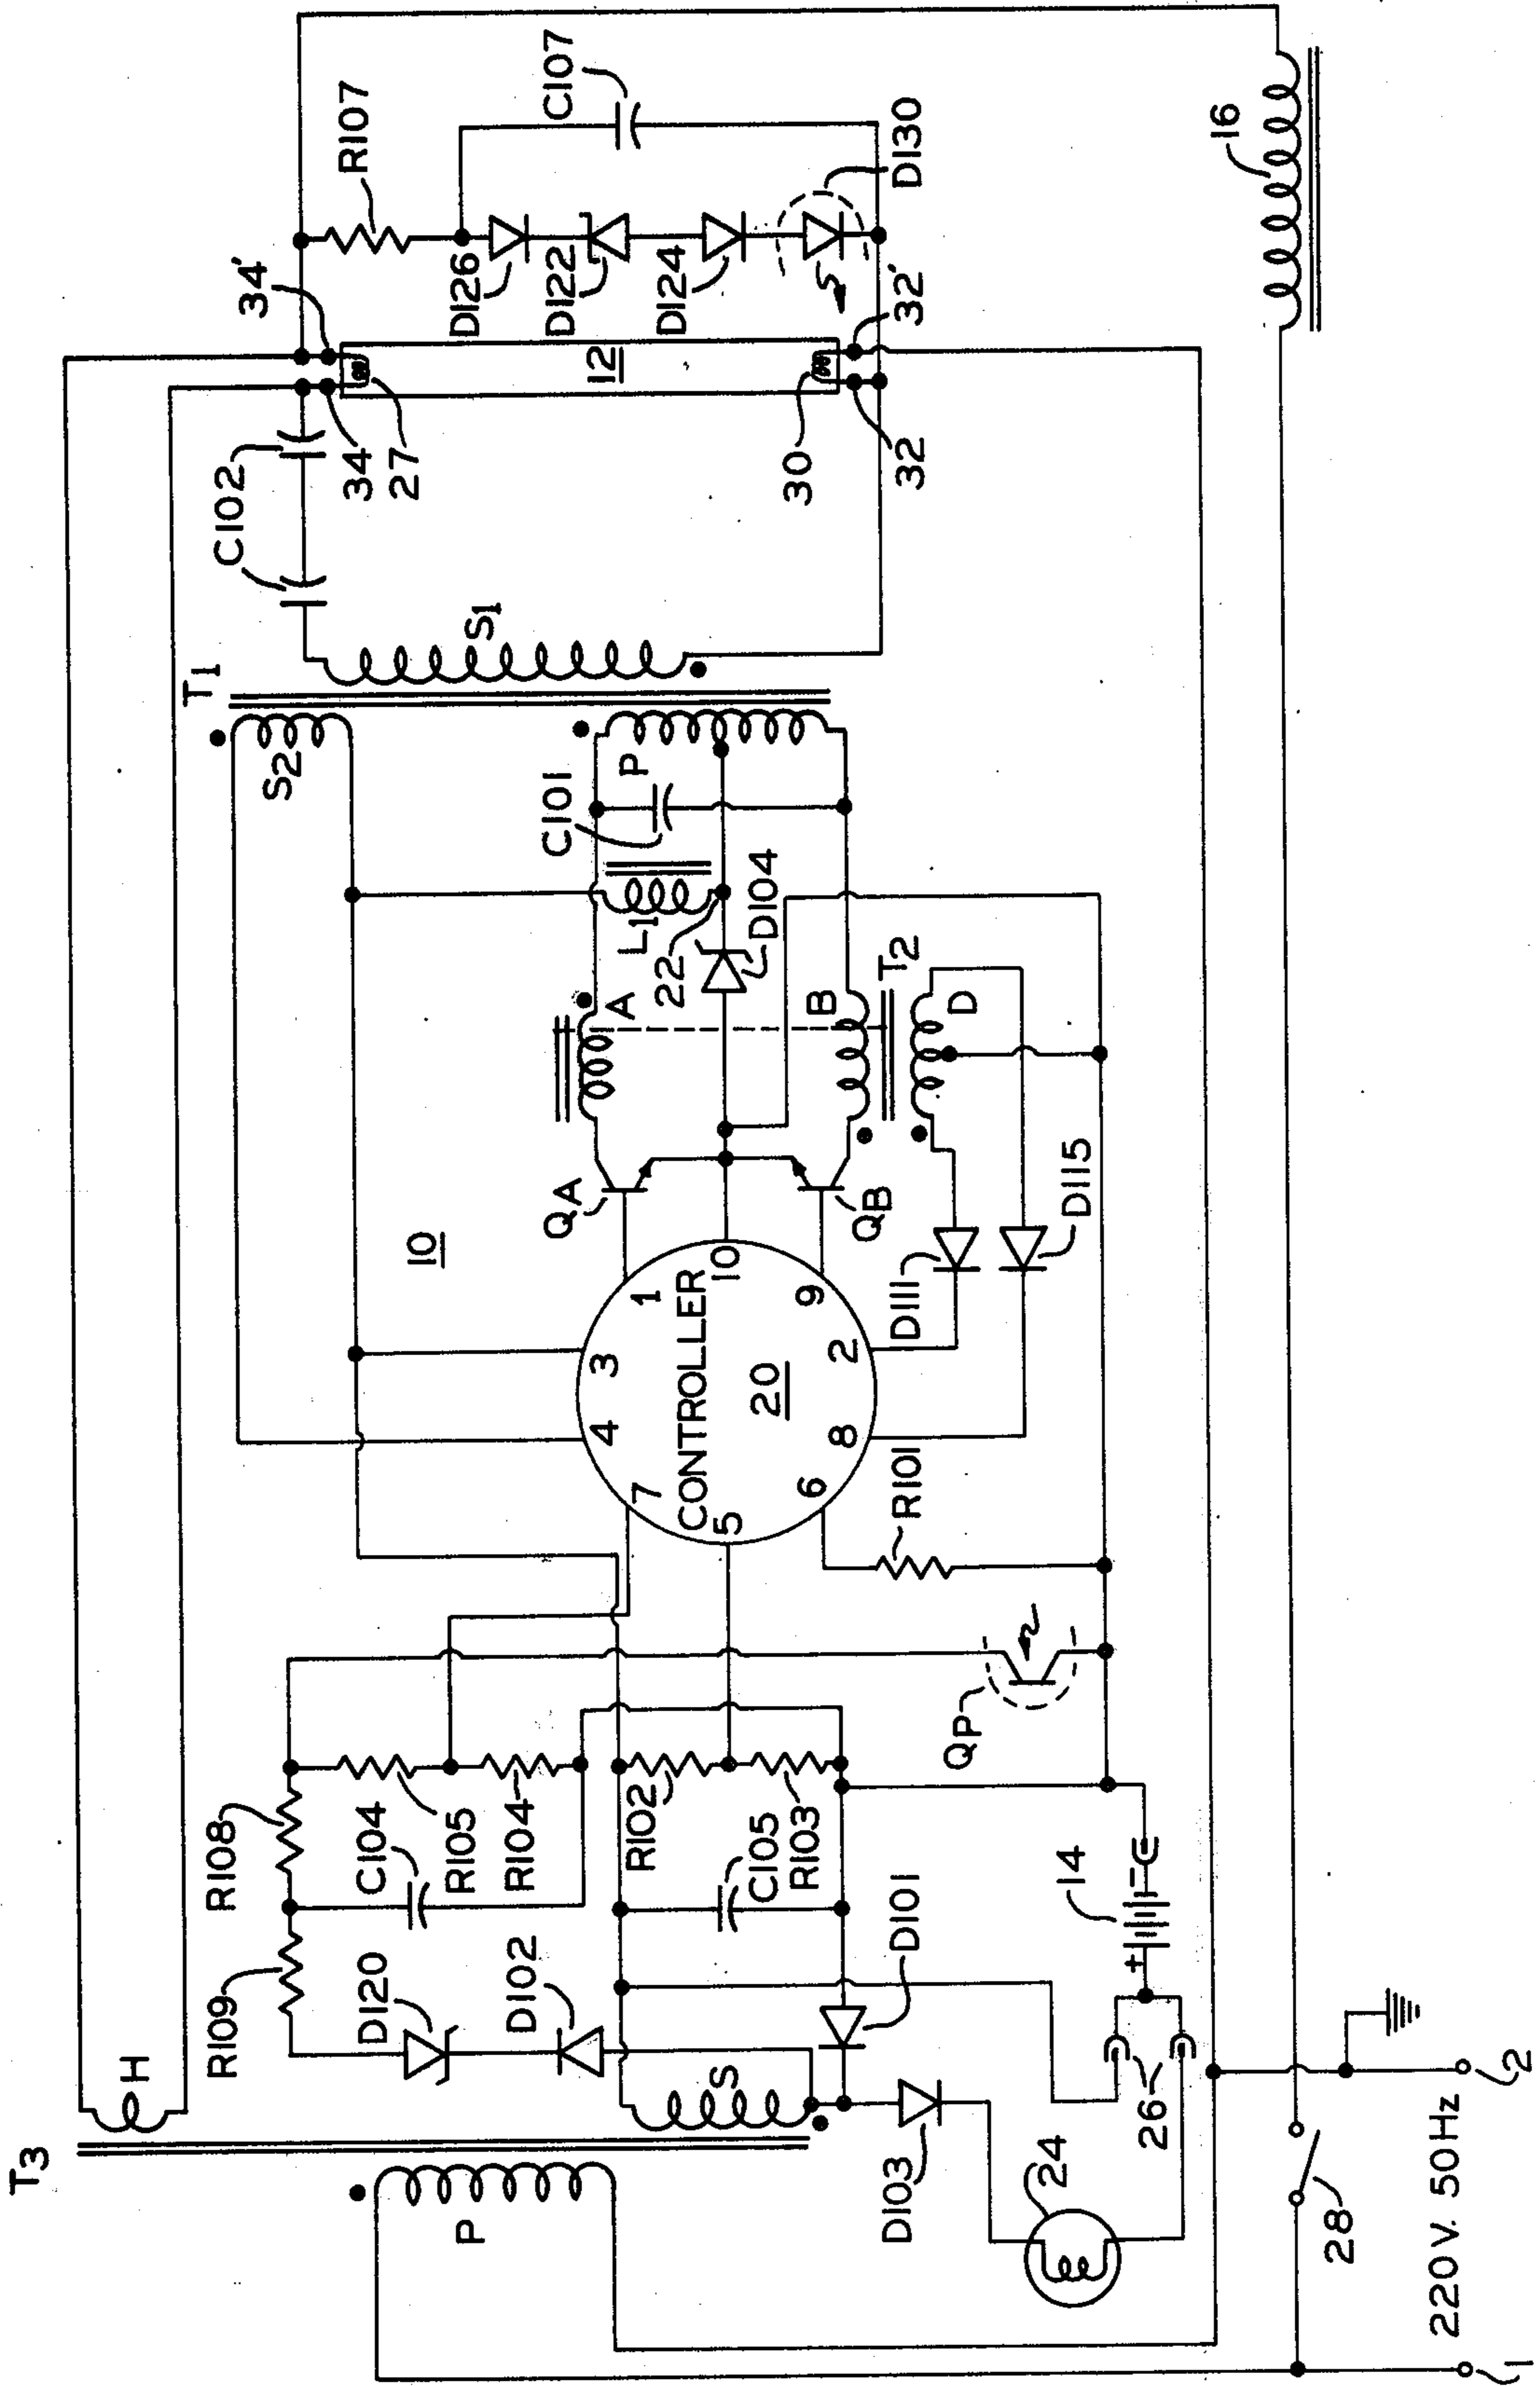 T3
H
P
S
R109
R108
D120
D102
C104
R105
R104
R102
C105
R103
D101
D103
24
26
14
+
-
QP
R101
28
220V. 50Hz
1
2
10
CONTROLLER
20
1
2
3
4
5
6
7
8
9
10
QA
QB
D111
D115
A
B
T2
D
L1
22
D104
C101
P
S2
T1
S1
C102
34
27
34'
12
30
32
32'
R107
C107
D126
D122
D124
D130
16